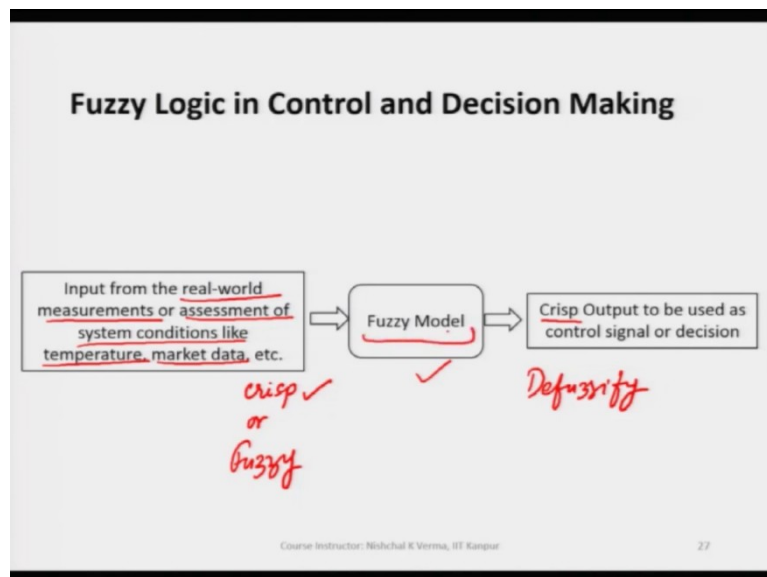 Fuzzy Logic in Control and Decision Making
Input from the real-world
measurements or assessment of
system conditions like
temperature, market data, etc.
Fuzzy Model
Crisp Output to be used as
control signal or decision
crisp
or
Fuzzy
Defuzzify
Course Instructor: Nishchal K Verma, IIT Kanpur
27